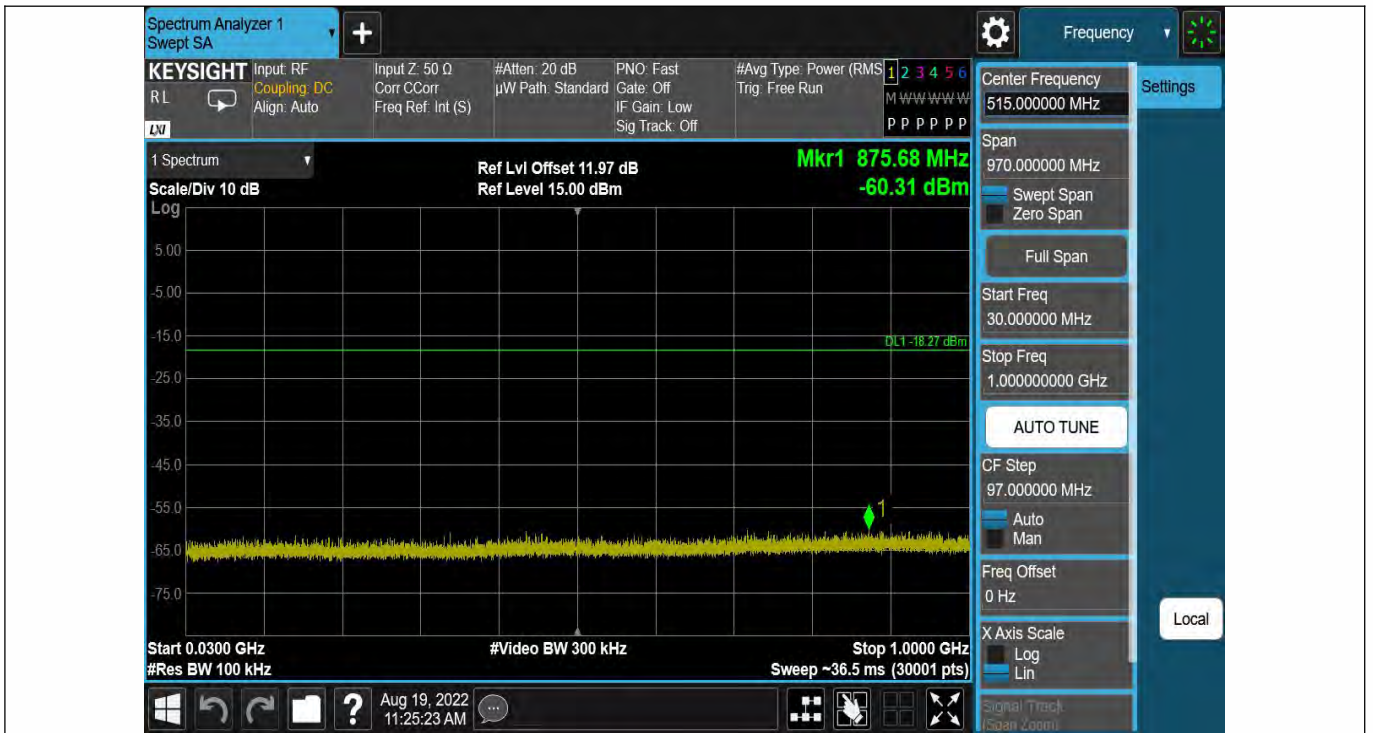 Spectrum Analyzer 1
Swept SA
Frequency
KEYSIGHT
RL
LXI
Input: RF
Coupling: DC
Align: Auto
Input Z: 50 Ω
Corr CCorr
Freq Ref: Int (S)
#Atten: 20 dB
µW Path: Standard
PNO: Fast
Gate: Off
IF Gain: Low
Sig Track: Off
#Avg Type: Power (RMS
Trig: Free Run
1 2 3 4 5 6
M W W W W W
P P P P P P
1 Spectrum
Scale/Div 10 dB
Log
Ref Lvl Offset 11.97 dB
Ref Level 15.00 dBm
Mkr1 875.68 MHz
-60.31 dBm
5.00
-5.00
-15.0
DL1 -18.27 dBm
-25.0
-35.0
-45.0
-55.0
1
-65.0
-75.0
Start 0.0300 GHz
#Res BW 100 kHz
#Video BW 300 kHz
Stop 1.0000 GHz
Sweep ~36.5 ms (30001 pts)
Aug 19, 2022
11:25:23 AM
Center Frequency
515.000000 MHz
Settings
Span
970.000000 MHz
Swept Span
Zero Span
Full Span
Start Freq
30.000000 MHz
Stop Freq
1.000000000 GHz
AUTO TUNE
CF Step
97.000000 MHz
Auto
Man
Freq Offset
0 Hz
X Axis Scale
Log
Lin
Signal Track
(Span Zoom)
Local